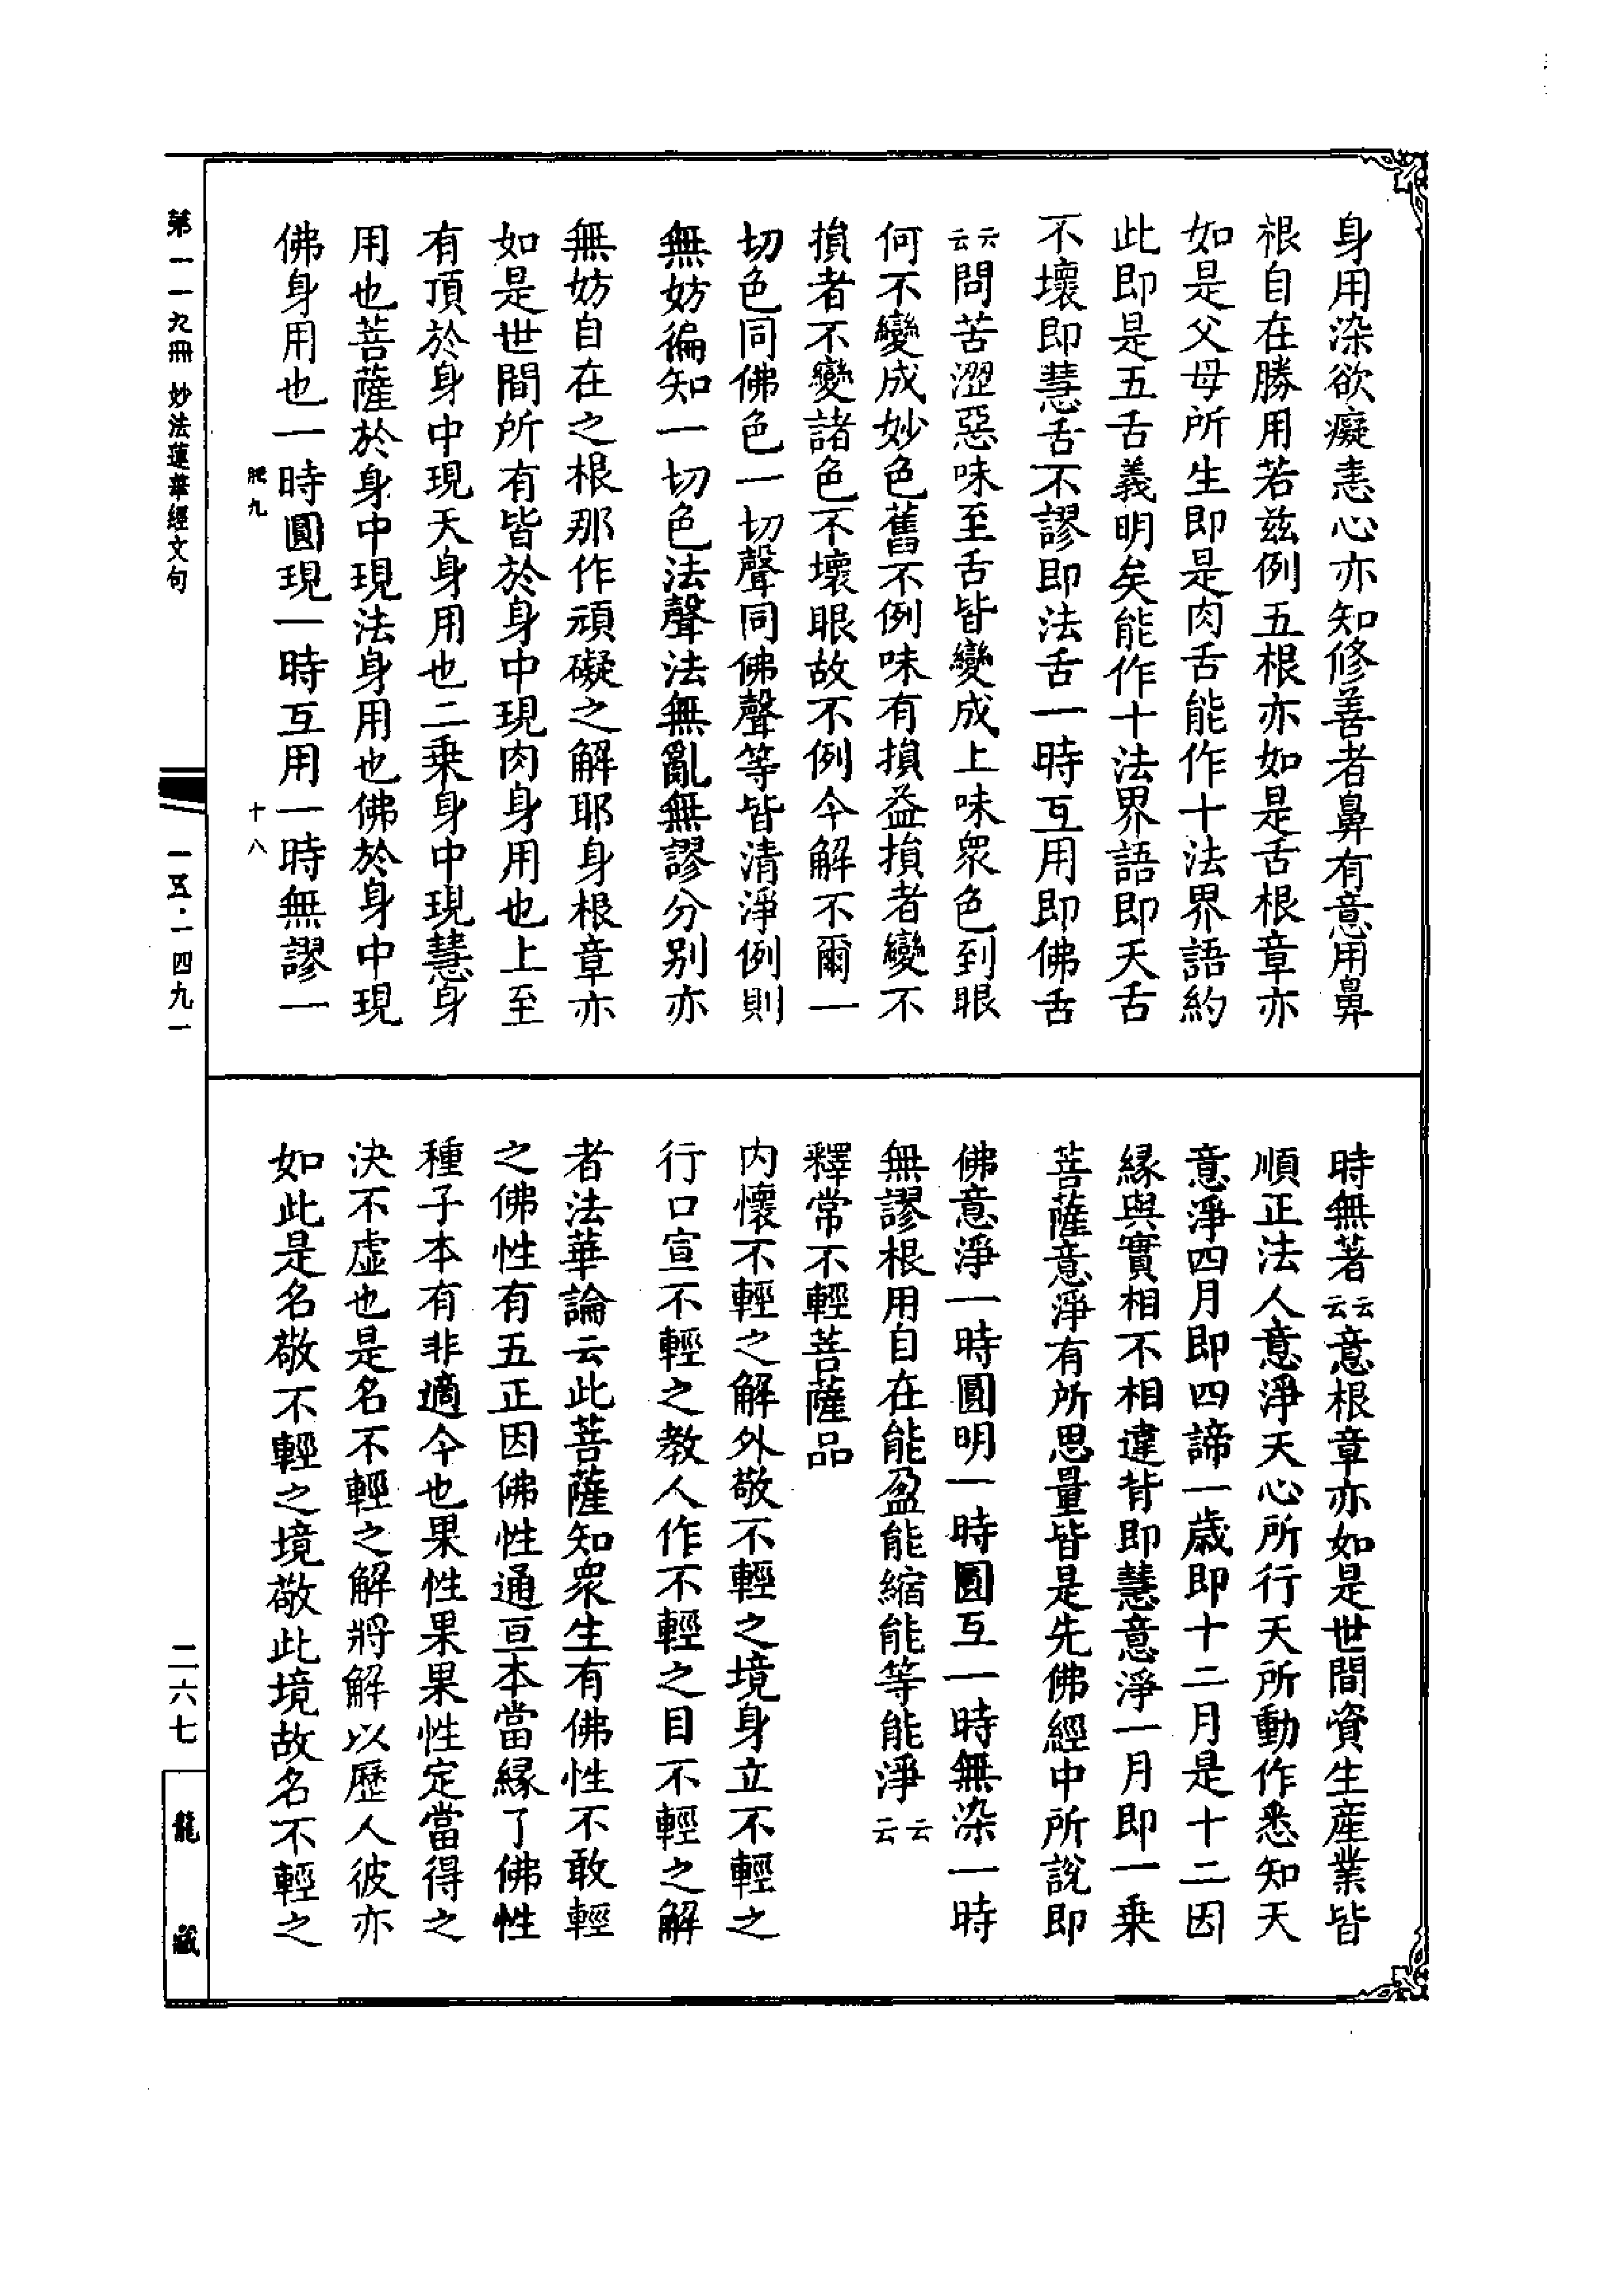 身用染欲癡恚心亦知修善者鼻有意用鼻
根自在勝用若茲例五根亦如是舌根章亦
如是父母所生即是肉舌能作十法界語約
此即是五舌義明矣能作十法界語即天舌
不壞即慧舌不謬即法舌一時互用即佛舌
云云問苦澀惡味至舌皆變成上味衆色到眼
何不變成妙色舊不例味有損益損者變不
損者不變諸色不壞眼故不例今解不爾一
切色同佛色一切聲同佛聲等皆清淨例則
無妨徧知一切色法聲法無亂無謬分別亦
無妨自在之根那作頑礙之解耶身根章亦
如是世間所有皆於身中現肉身用也上至
有頂於身中現天身用也二乗身中現慧身
用也菩薩於身中現法身用也佛於身中現
佛身用也一時圓現一時互用一時無謬一
時無著云云意根章亦如是世間資生産業皆
順正法人意淨天心所行天所動作悉知天
意淨四月即四諦一歲即十二月是十二因
縁與實相不相違背即慧意淨一月即一乗
菩薩意淨有所思量皆是先佛經中所說即
佛意淨一時圓明一時圓互一時無染一時
無謬根用自在能盈能縮能等能淨云云
釋常不輕菩薩品
内懷不輕之解外敬不輕之境身立不輕之
行口宣不輕之教人作不輕之目不輕之解
者法華論云此菩薩知衆生有佛性不敢輕
之佛性有五正因佛性通亘本當縁了佛性
種子本有非適今也果性果果性定當得之
決不虚也是名不輕之解將解以歷人彼亦
如此是名敬不輕之境敬此境故名不輕之
第一一九冊 妙法蓮華經文句
九
十八
一五·一四九一
二六七
龍藏